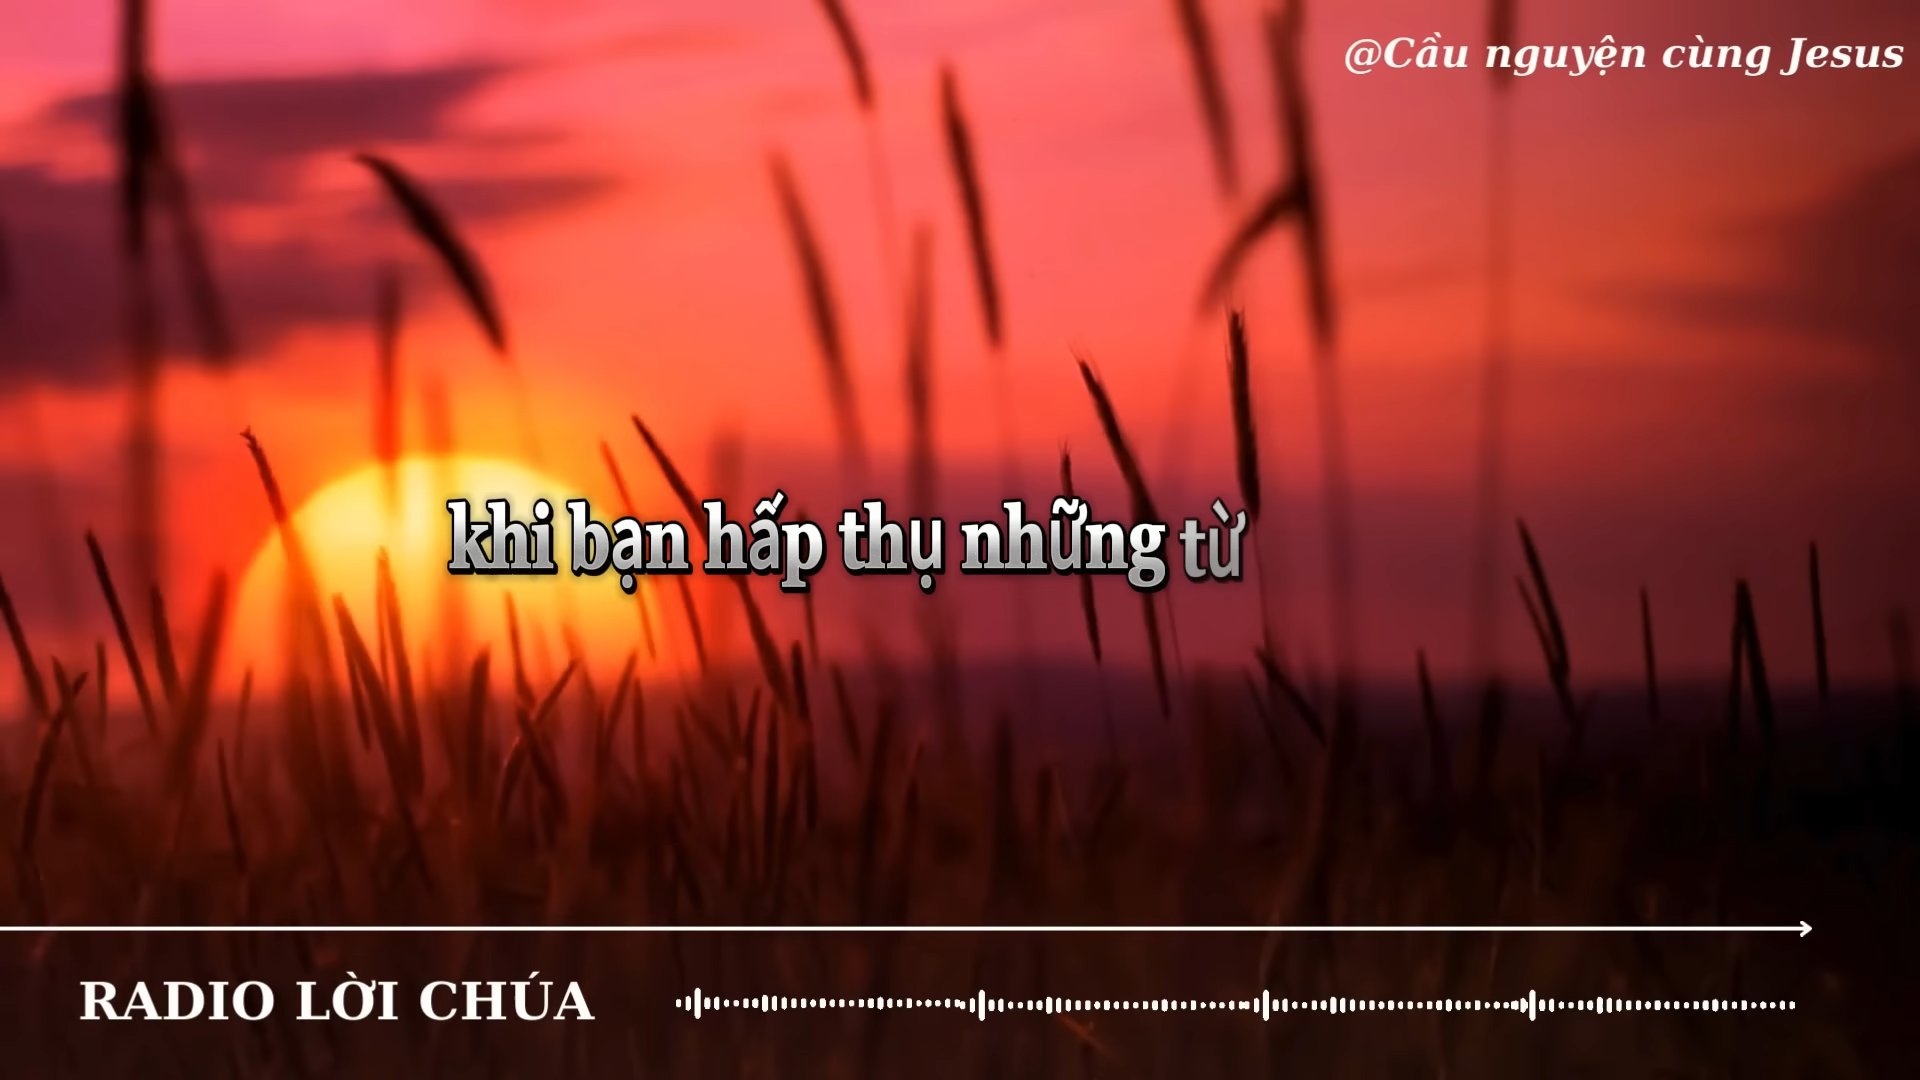 @Cầu nguyện cùng Jesus
khi bạn hấp thụ những từ
RADIO LỜI CHÚA